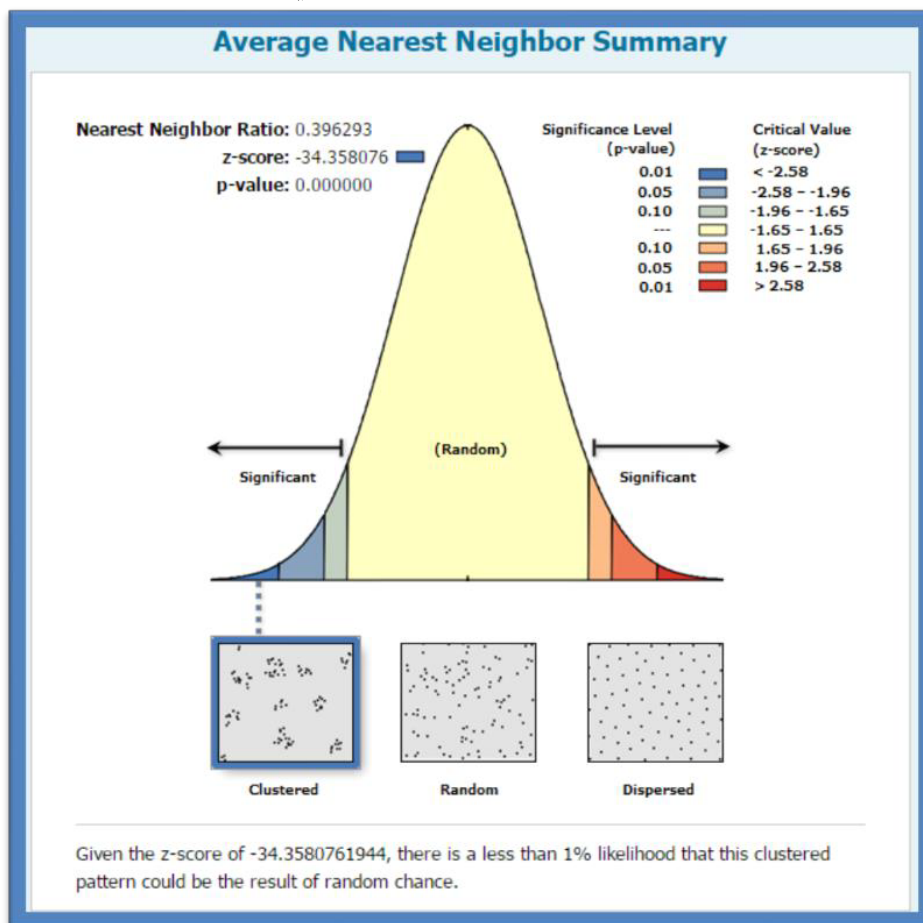 Average Nearest Neighbor Summary
Nearest Neighbor Ratio: 0.396293
z-score: -34.358076
p-value: 0.000000
Significance Level Critical Value
(p-value) (z-score)
0.01 < -2.58
0.05 -2.58 – -1.96
0.10 -1.96 – -1.65
--- -1.65 – 1.65
0.10 1.65 – 1.96
0.05 1.96 – 2.58
0.01 > 2.58
(Random)
Significant Significant
Clustered Random Dispersed
Given the z-score of -34.3580761944, there is a less than 1% likelihood that this clustered
pattern could be the result of random chance.